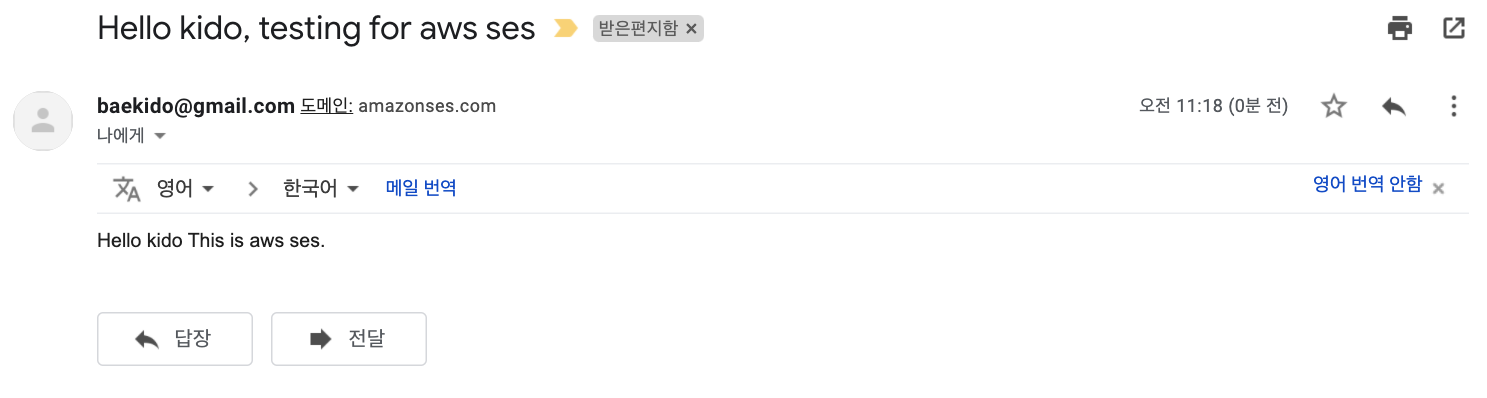 Hello kido, testing for aws ses 받은편지함 ×
baekido@gmail.com 도메인: amazonses.com 오전 11:18 (0분 전)
나에게
영어 > 한국어 메일 번역 영어 번역 안함 ×
Hello kido This is aws ses.
답장 전달